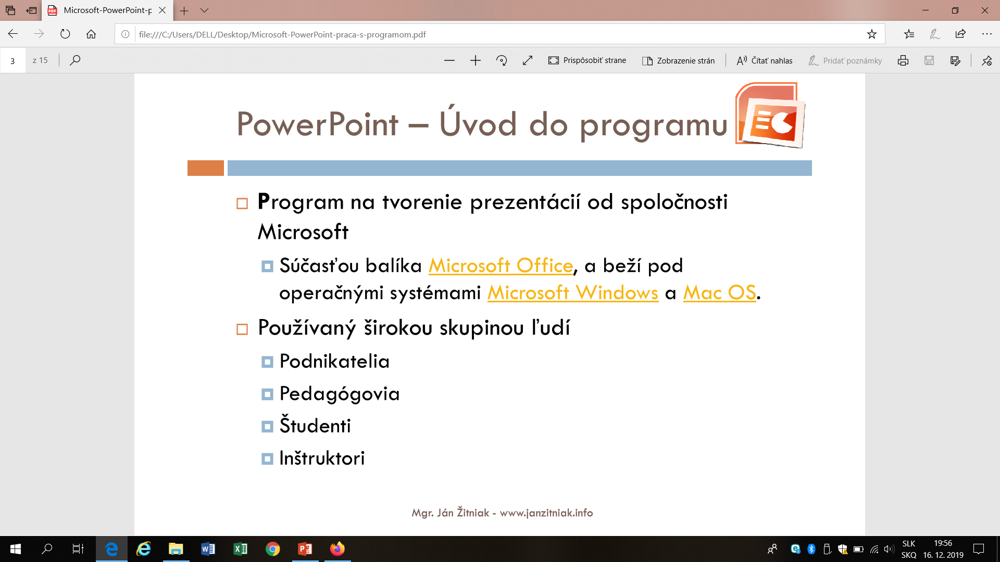 Microsoft-PowerPoint-p
file:///C:/Users/DELL/Desktop/Microsoft-PowerPoint-praca-s-programom.pdf
3 z 15 Prispôsobiť strane Zobrazenie strán Čítať nahlas Pridať poznámky
PowerPoint – Úvod do programu
Program na tvorenie prezentácií od spoločnosti
Microsoft
Súčasťou balíka Microsoft Office, a beží pod
operačnými systémami Microsoft Windows a Mac OS.
Používaný širokou skupinou ľudí
Podnikatelia
Pedagógovia
Študenti
Inštruktori
Mgr. Ján Žitniak - www.janzitniak.info
SLK 19:56
SKQ 16. 12. 2019